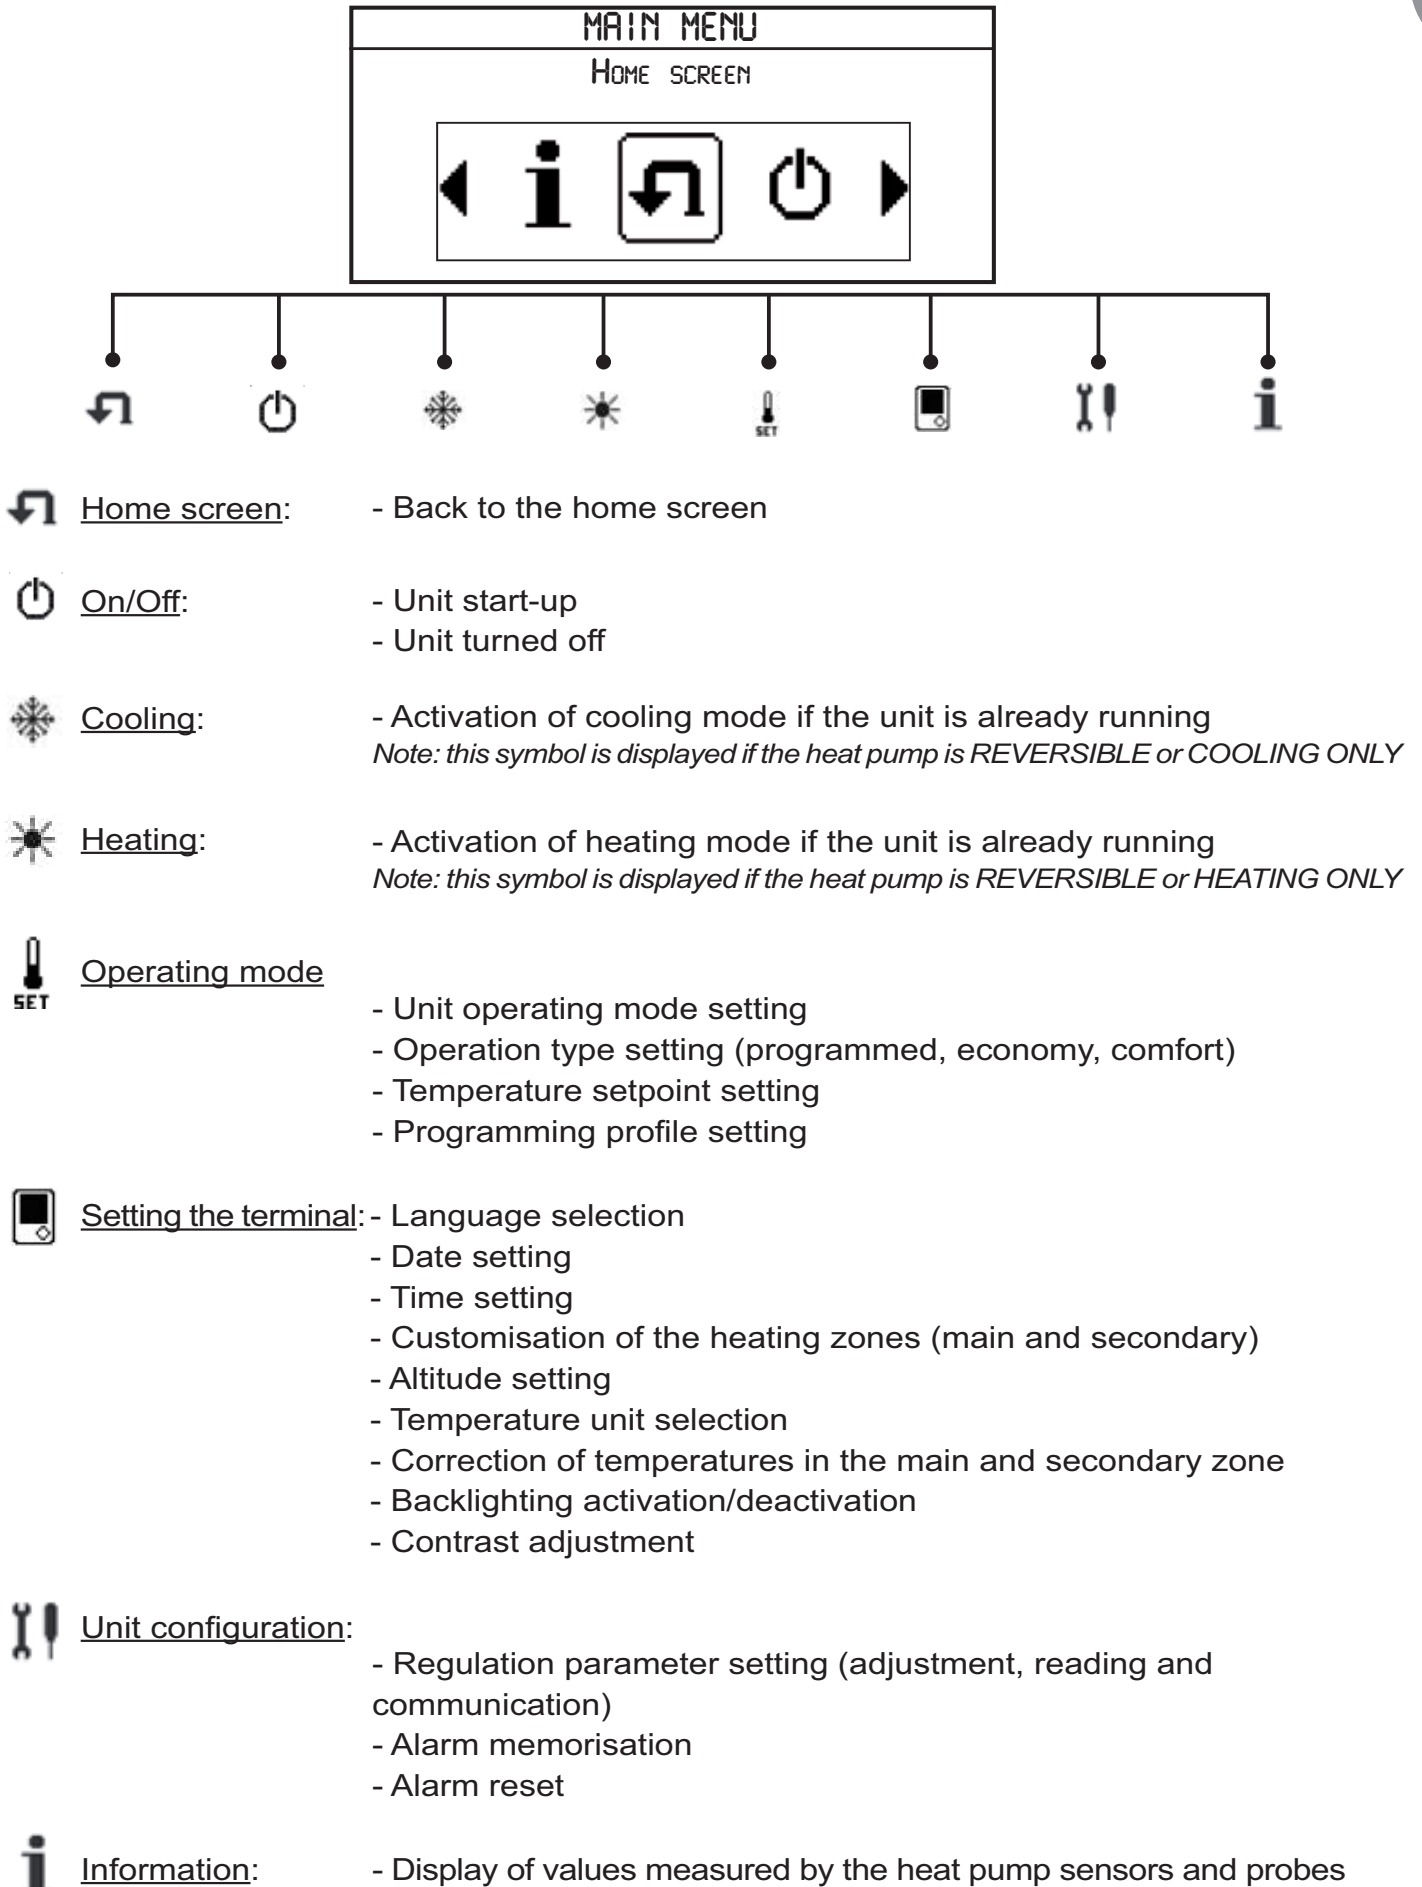 MAIN MENU
Home screen
SET
Home screen: - Back to the home screen
On/Off: - Unit start-up
- Unit turned off
Cooling: - Activation of cooling mode if the unit is already running
Note: this symbol is displayed if the heat pump is REVERSIBLE or COOLING ONLY
Heating: - Activation of heating mode if the unit is already running
Note: this symbol is displayed if the heat pump is REVERSIBLE or HEATING ONLY
Operating mode
SET
- Unit operating mode setting
- Operation type setting (programmed, economy, comfort)
- Temperature setpoint setting
- Programming profile setting
Setting the terminal: - Language selection
- Date setting
- Time setting
- Customisation of the heating zones (main and secondary)
- Altitude setting
- Temperature unit selection
- Correction of temperatures in the main and secondary zone
- Backlighting activation/deactivation
- Contrast adjustment
Unit configuration:
- Regulation parameter setting (adjustment, reading and
communication)
- Alarm memorisation
- Alarm reset
Information: - Display of values measured by the heat pump sensors and probes